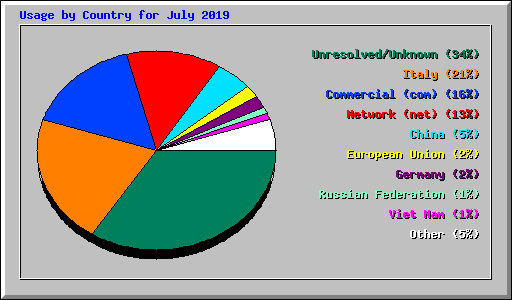 Usage by Country for July 2019
Unresolved/Unknown (34%)
Italy (21%)
Commercial (com) (16%)
Network (net) (13%)
China (5%)
European Union (2%)
Germany (2%)
Russian Federation (1%)
Viet Nam (1%)
Other (5%)